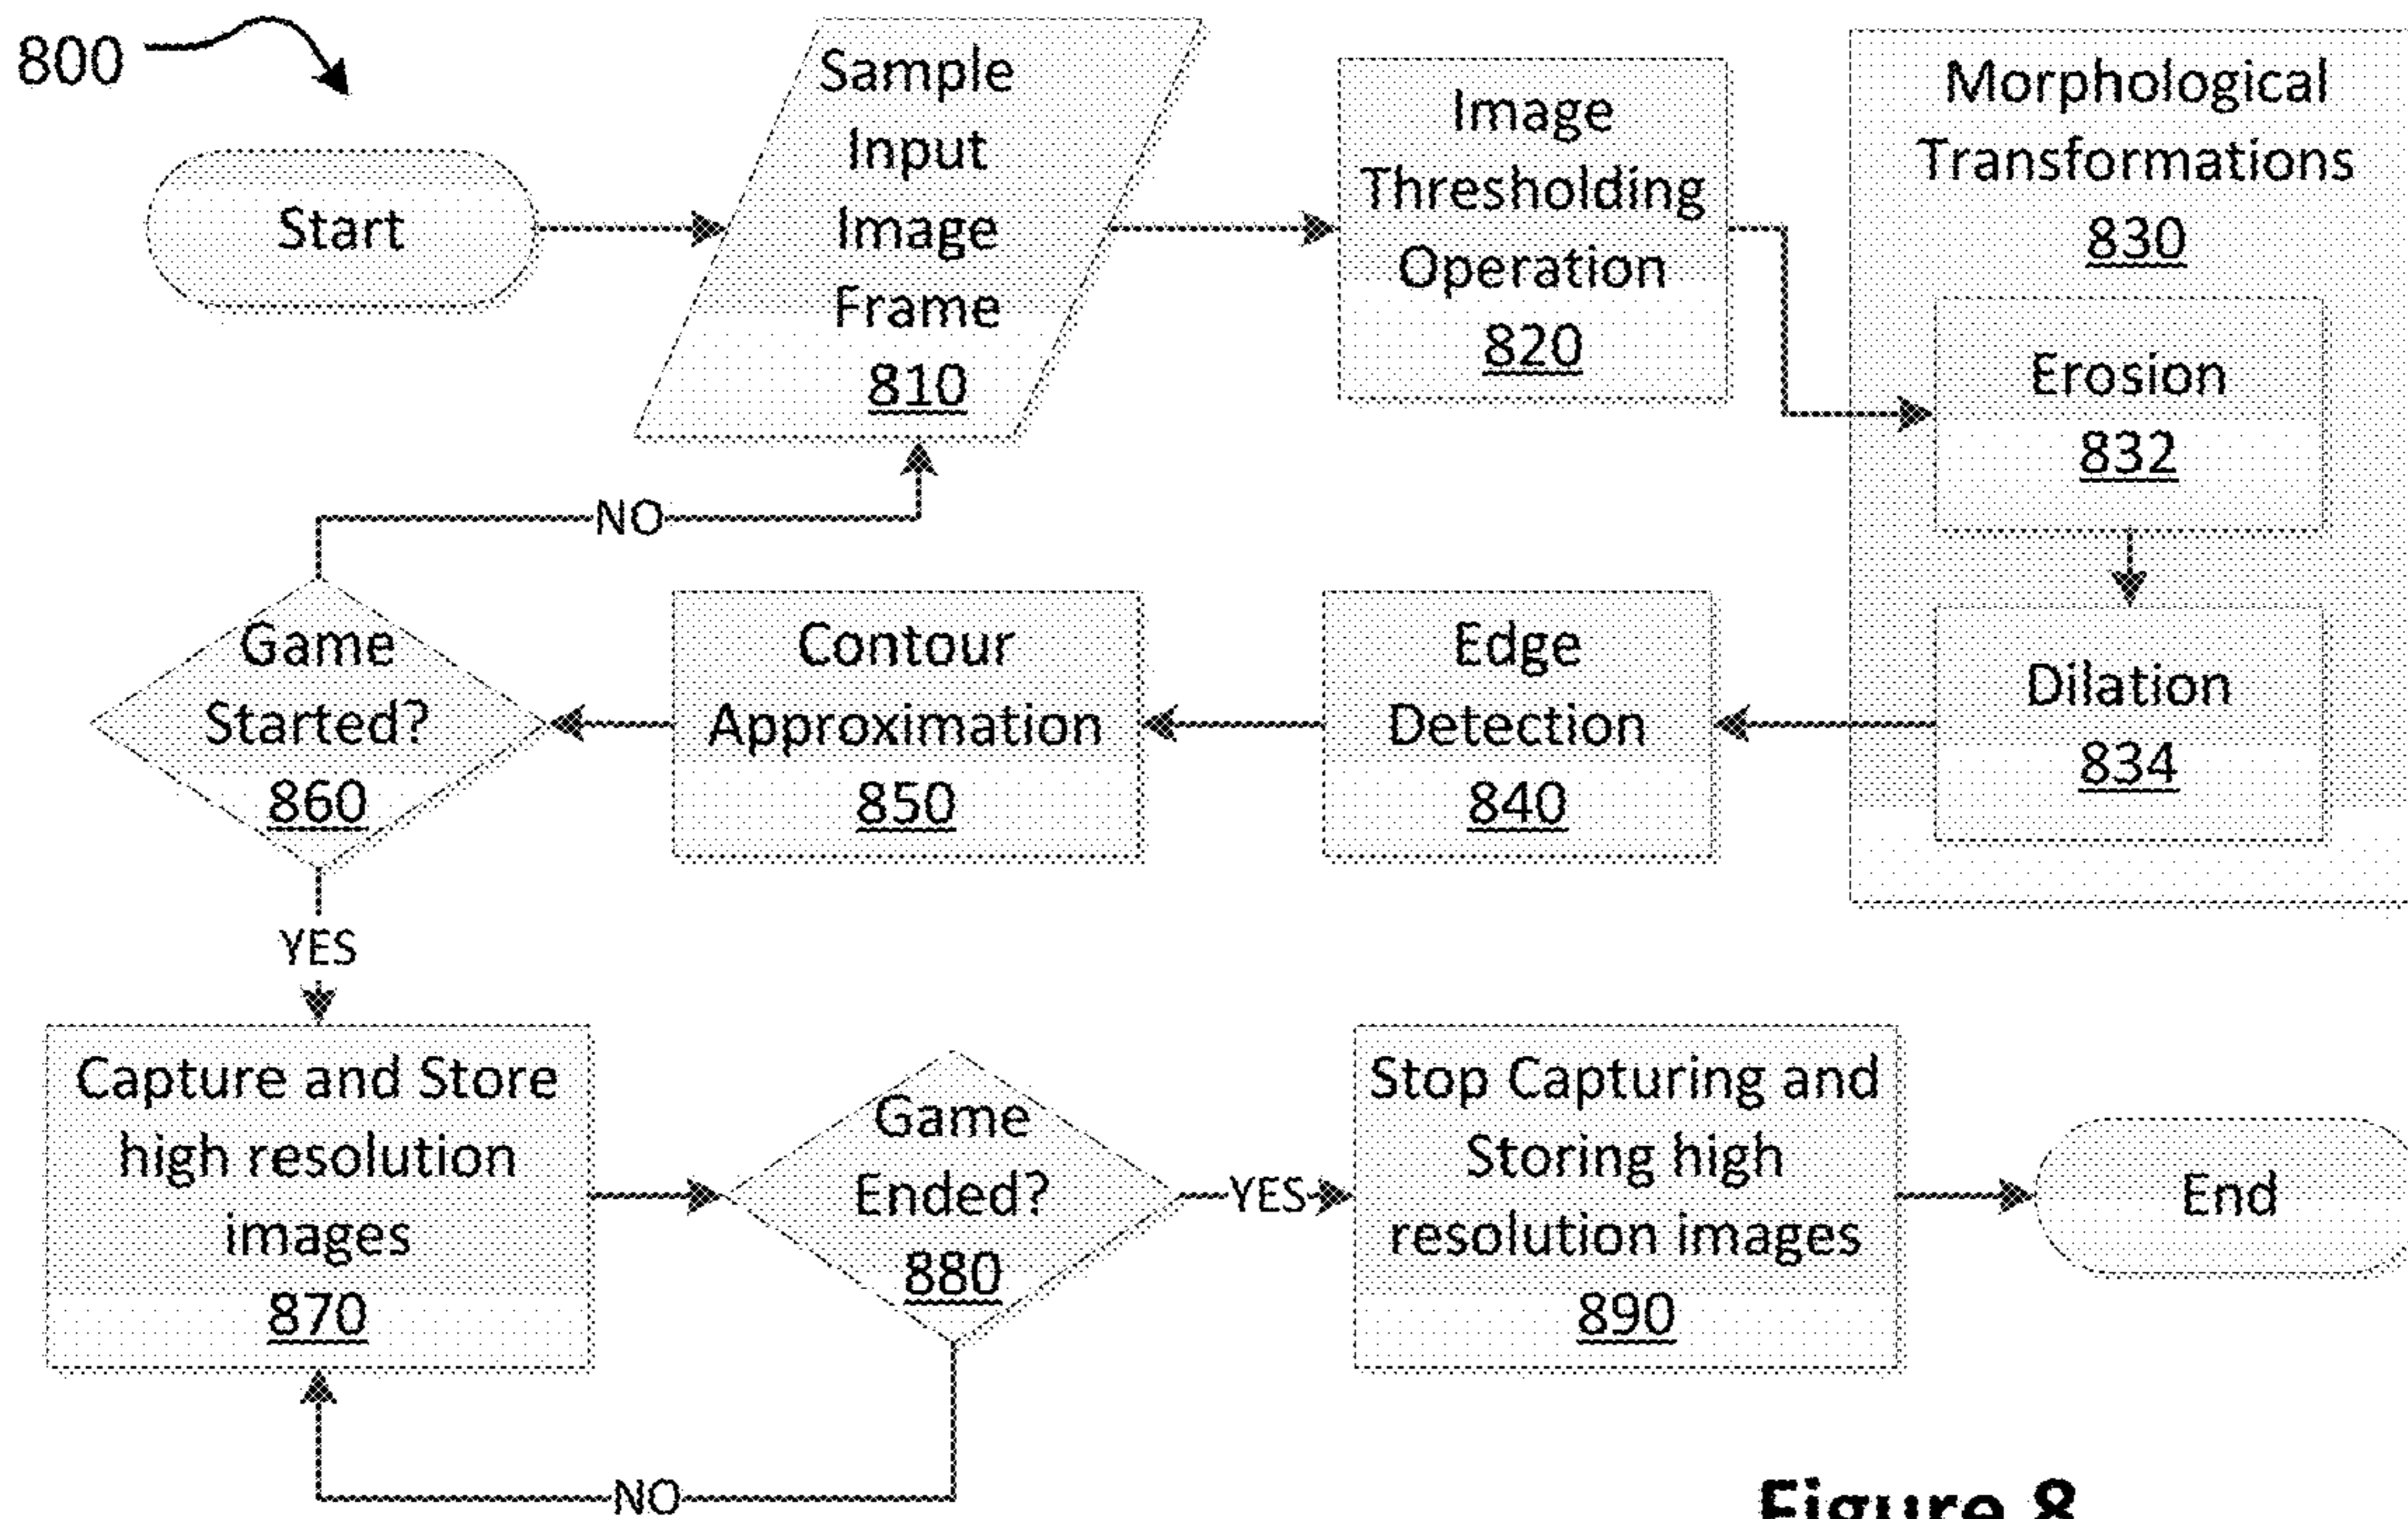 800
Start
Sample
Input
Image
Frame
810
Image
Thresholding
Operation
820
Morphological
Transformations
830
Erosion
832
Dilation
834
Edge
Detection
840
Contour
Approximation
850
Game
Started?
860
NO
YES
Capture and Store
high resolution
images
870
Game
Ended?
880
NO
YES
Stop Capturing and
Storing high
resolution images
890
End
Figure 8